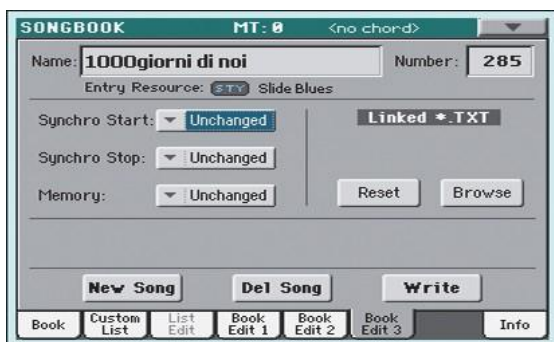 SONGBOOK MT:0 <no chord>
Name: 1000giorni di noi Number: 285
Entry Resource: STY Slide Blues
Synchro Start: Unchanged Linked *.TXT
Synchro Stop: Unchanged
Memory: Unchanged Reset Browse
New Song Del Song Write
Book Custom List List Edit Book Edit 1 Book Edit 2 Book Edit 3 Info